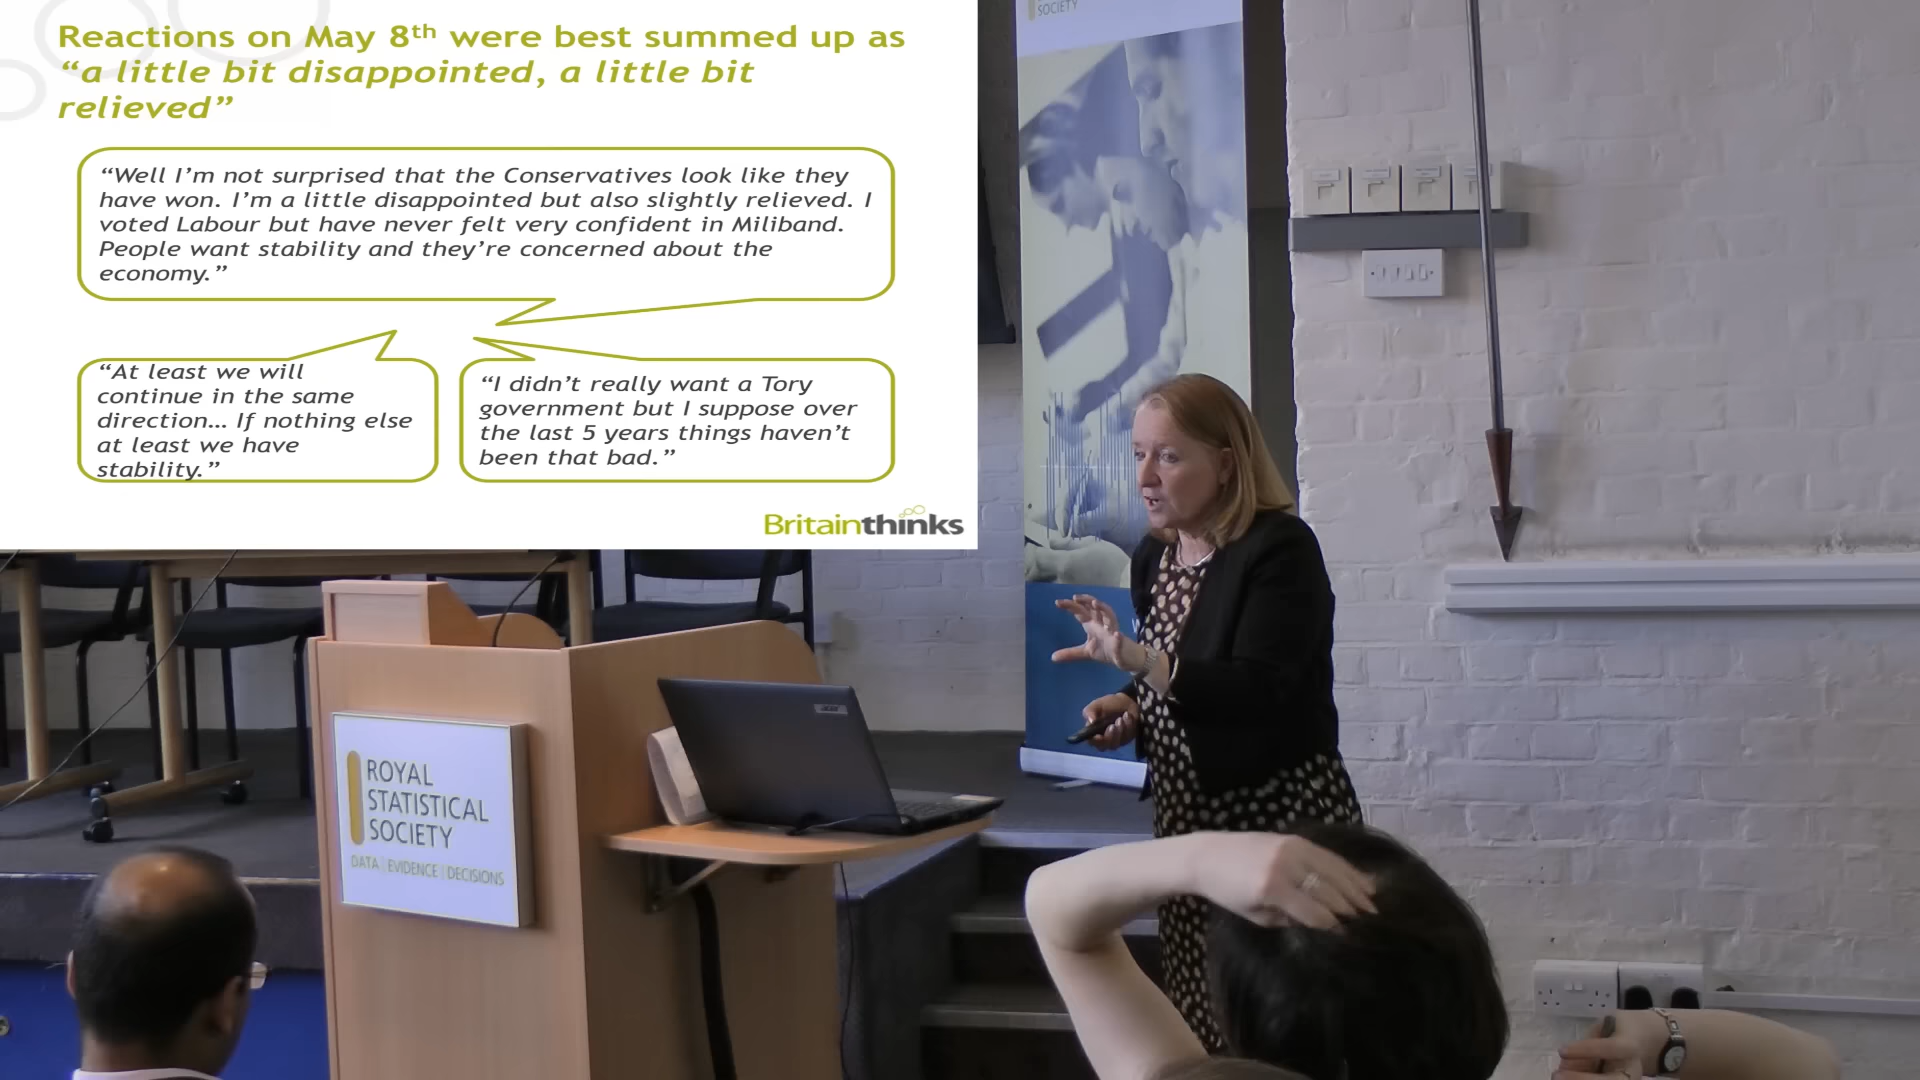 Reactions on May 8th were best summed up as
“a little bit disappointed, a little bit
relieved”
“Well I’m not surprised that the Conservatives look like they
have won. I’m a little disappointed but also slightly relieved. I
voted Labour but have never felt very confident in Miliband.
People want stability and they’re concerned about the
economy.”
“At least we will
continue in the same
direction... If nothing else
at least we have
stability.”
“I didn’t really want a Tory
government but I suppose over
the last 5 years things haven’t
been that bad.”
Britainthinks
SOCIETY
acer
ROYAL
STATISTICAL
SOCIETY
DATA | EVIDENCE | DECISIONS